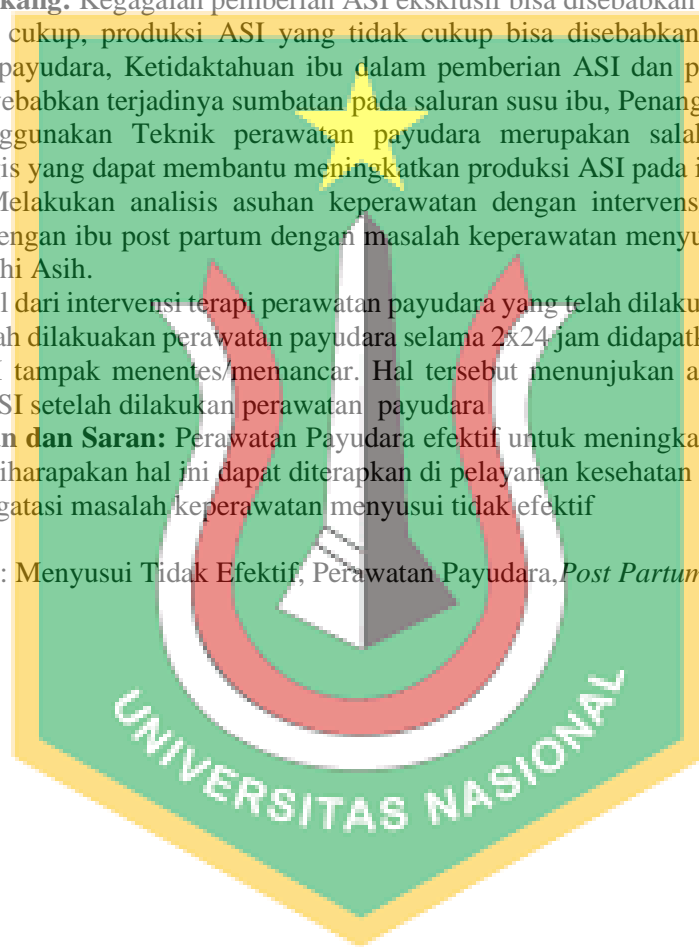 kang: Kegagalan pemberian ASI eksklusif bisa disebabkan
cukup, produksi ASI yang tidak cukup bisa disebabkan
payudara, Ketidaktahuan ibu dalam pemberian ASI dan p
yebabkan terjadinya sumbatan pada saluran susu ibu, Penang
ggunakan Teknik perawatan payudara merupakan salal
is yang dapat membantu meningkatkan produksi ASI pada i
Melakukan analisis asuhan keperawatan dengan intervens
engan ibu post partum dengan masalah keperawatan menyu
hi Asih.
l dari intervensi terapi perawatan payudara yang telah dilaku
ah dilakuakan perawatan payudara selama 2x24 jam didapatk
I tampak menentes/memancar. Hal tersebut menunjukan a
SI setelah dilakukan perawatan payudara
n dan Saran: Perawatan Payudara efektif untuk meningka
iharapakan hal ini dapat diterapkan di pelayanan kesehatan
gatasi masalah keperawatan menyusui tidak efektif
: Menyusui Tidak Efektif, Perawatan Payudara,Post Partum
UNIVERSITAS NASIONAL